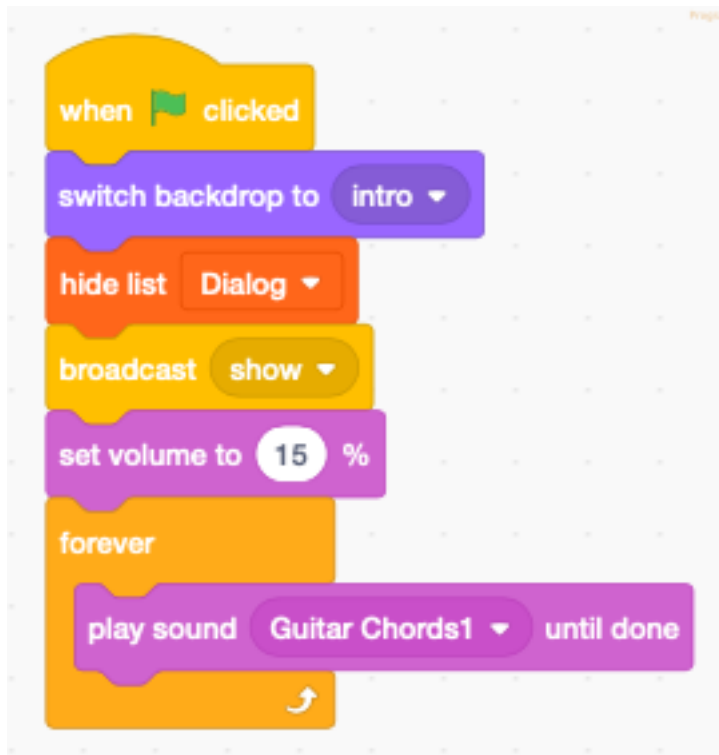 when clicked
switch backdrop to intro
hide list Dialog
broadcast show
set volume to 15 %
forever
play sound Guitar Chords1 until done